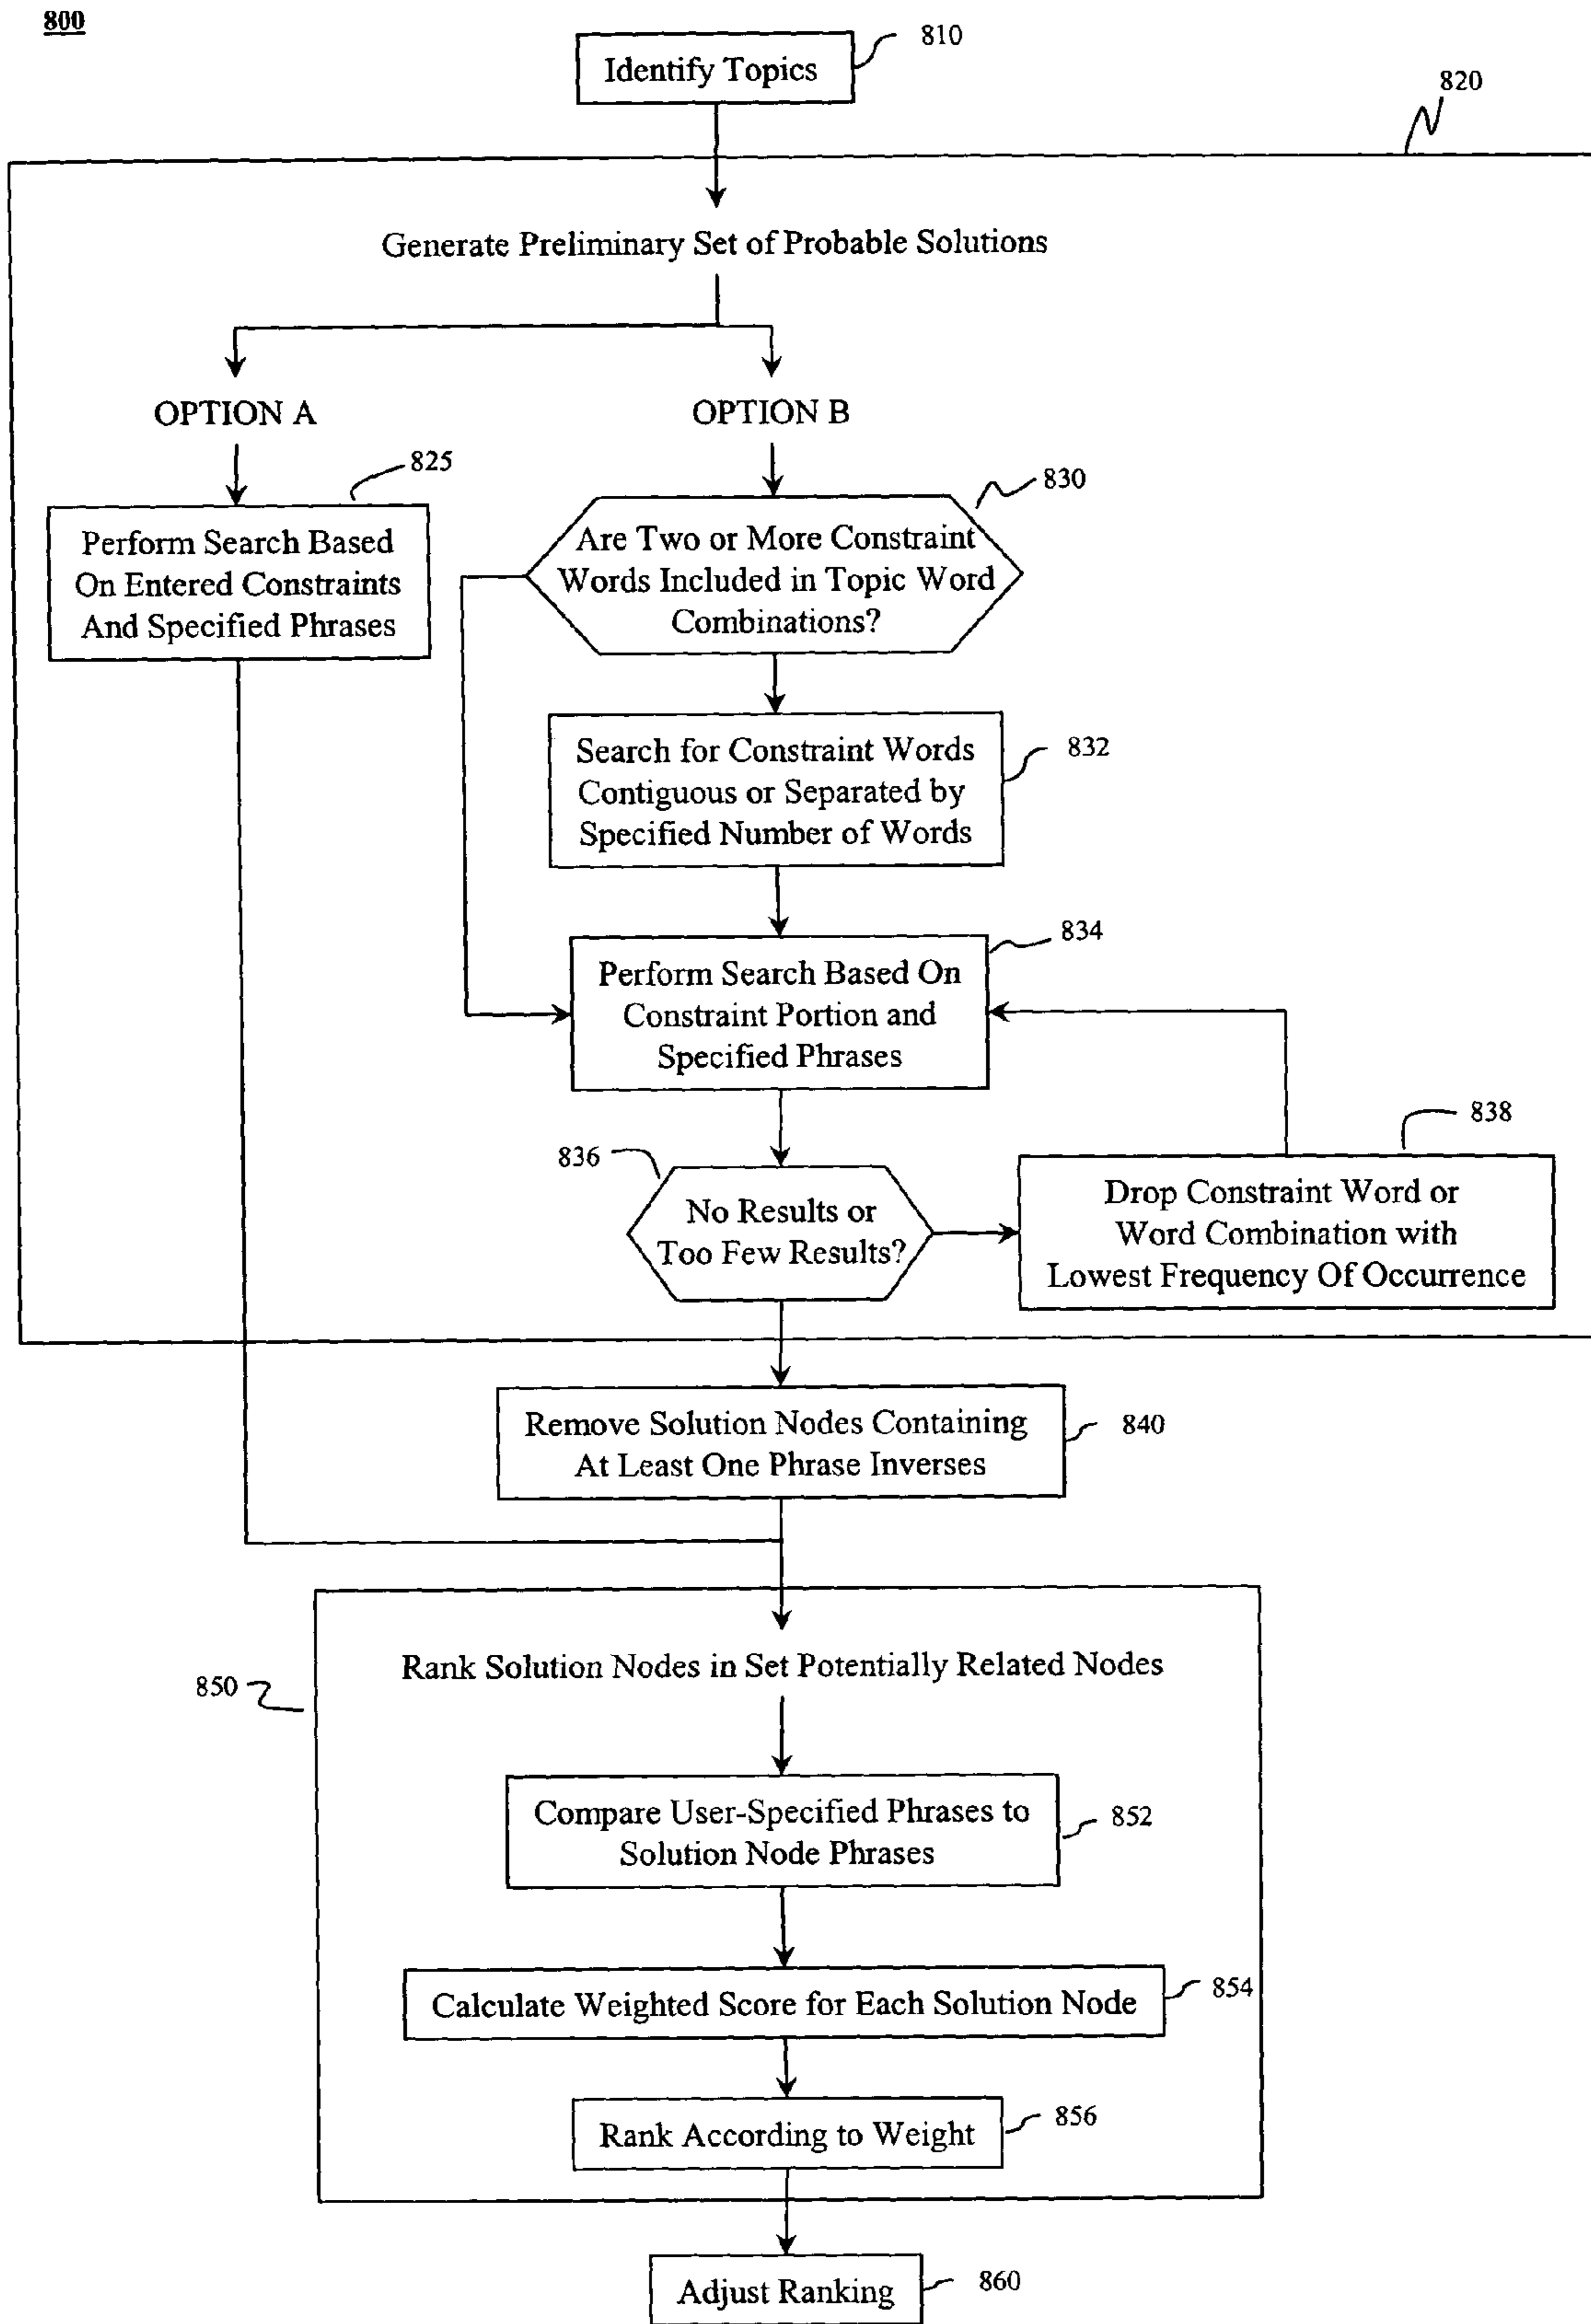 800
Identify Topics
810
820
Generate Preliminary Set of Probable Solutions
OPTION A
OPTION B
825
Perform Search Based
On Entered Constraints
And Specified Phrases
830
Are Two or More Constraint
Words Included in Topic Word
Combinations?
Search for Constraint Words
Contiguous or Separated by
Specified Number of Words
832
834
Perform Search Based On
Constraint Portion and
Specified Phrases
836
No Results or
Too Few Results?
838
Drop Constraint Word or
Word Combination with
Lowest Frequency Of Occurrence
Remove Solution Nodes Containing
At Least One Phrase Inverses
840
850
Rank Solution Nodes in Set Potentially Related Nodes
Compare User-Specified Phrases to
Solution Node Phrases
852
Calculate Weighted Score for Each Solution Node
854
Rank According to Weight
856
Adjust Ranking
860